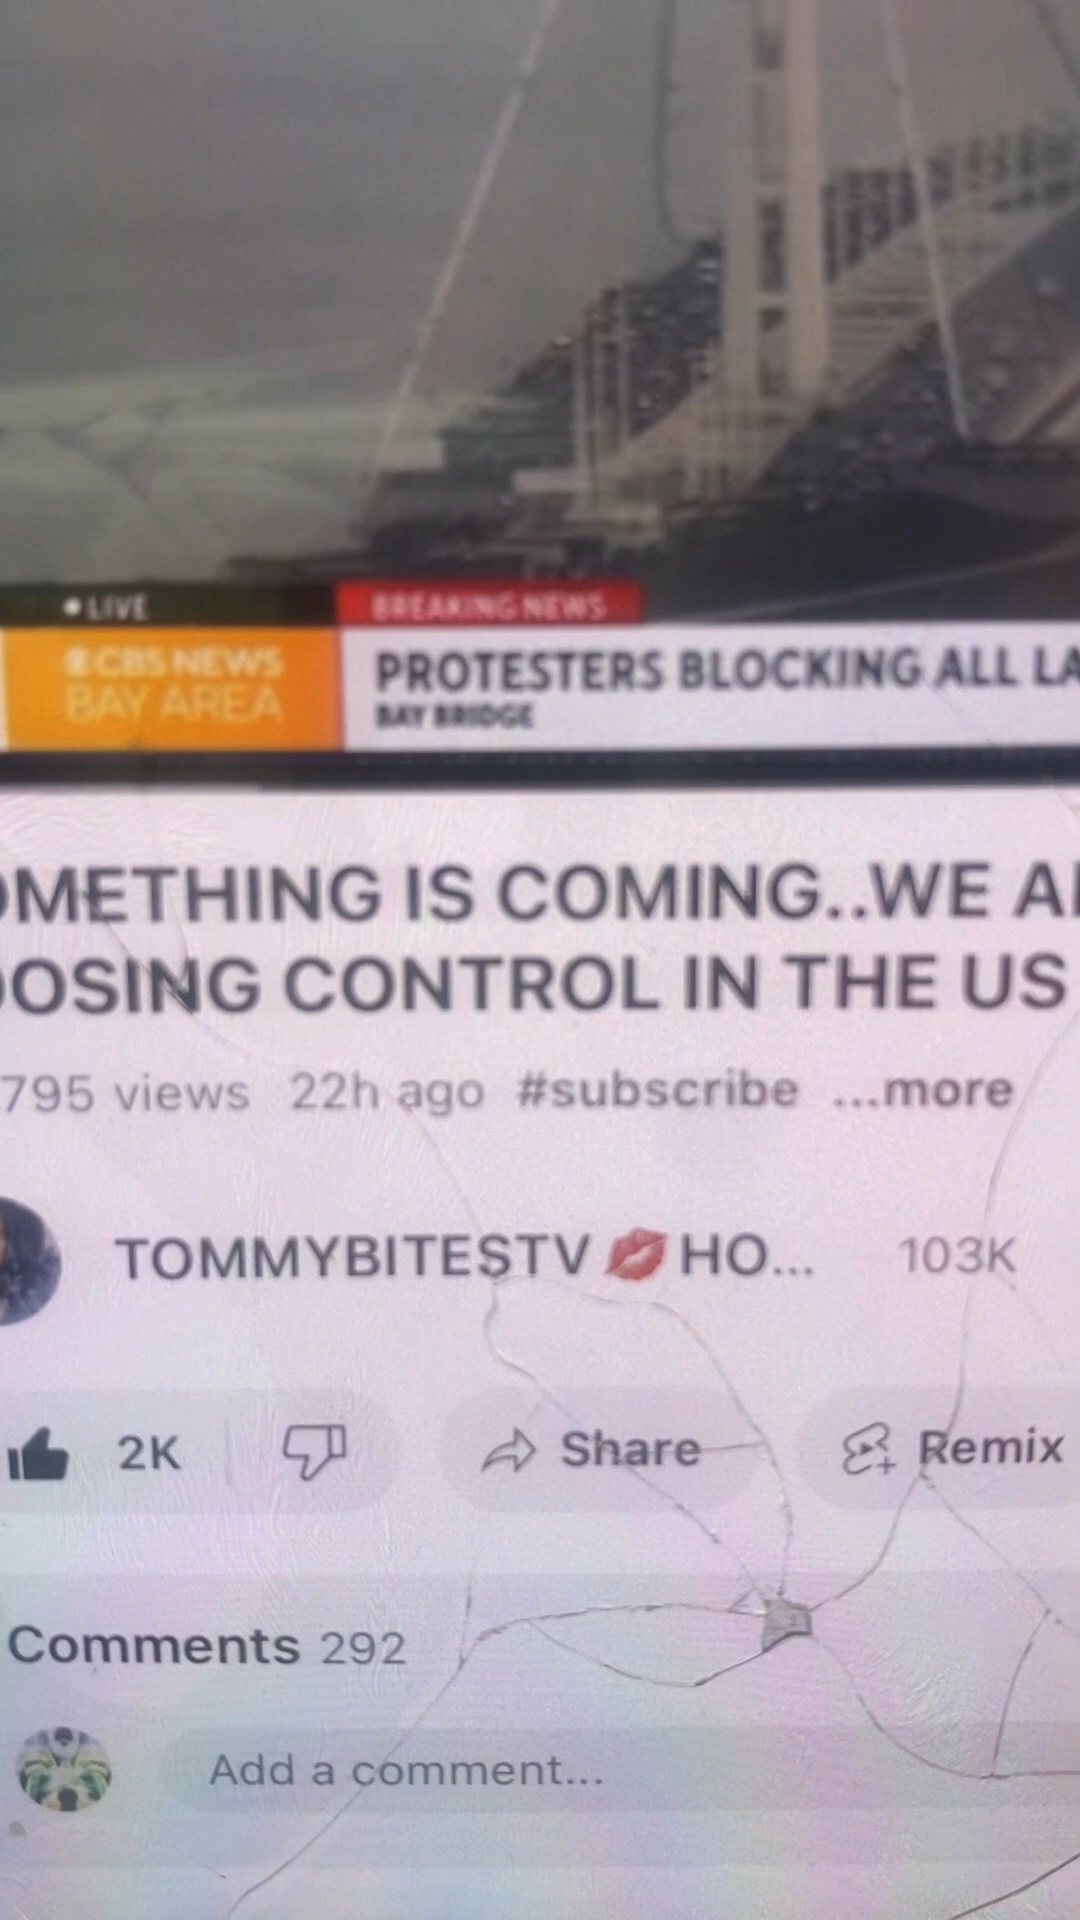 LIVE
BREAKING NEWS
CBS NEWS
BAY AREA
PROTESTERS BLOCKING ALL LA
BAY BRIDGE
OMETHING IS COMING..WE A
OSING CONTROL IN THE US
795 views 22h ago #subscribe ...more
TOMMYBITESTV💋HO... 103K
2K
Share
Remix
Comments 292
Add a comment...